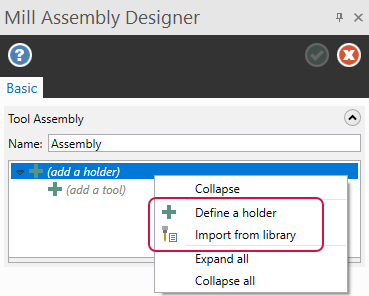 Mill Assembly Designer
Basic
Tool Assembly
Name: Assembly
(add a holder)
(add a tool)
Collapse
Define a holder
Import from library
Expand all
Collapse all